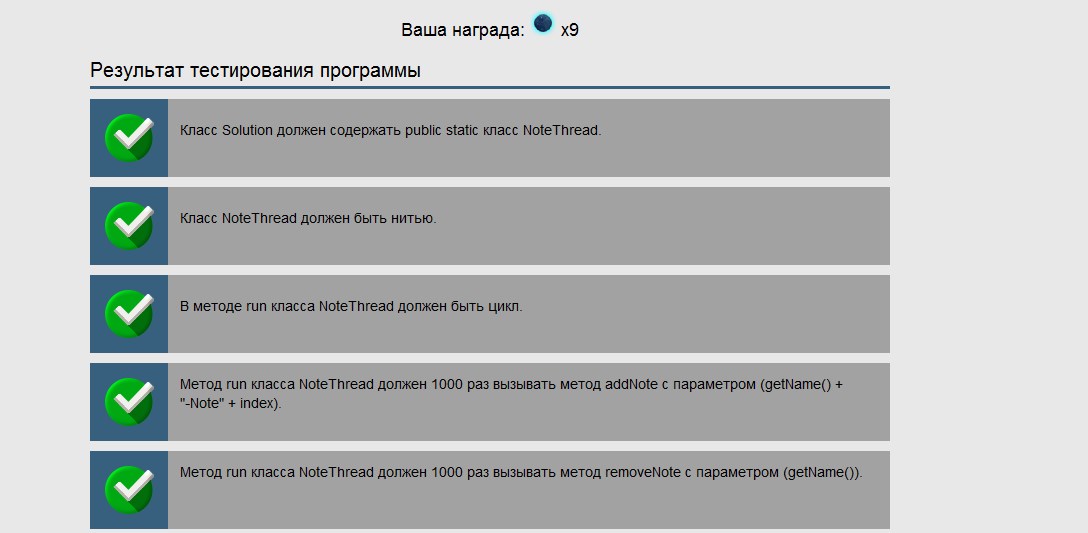 Ваша награда: x9
Результат тестирования программы
Класс Solution должен содержать public static класс NoteThread.
Класс NoteThread должен быть нитью.
В методе run класса NoteThread должен быть цикл.
Метод run класса NoteThread должен 1000 раз вызывать метод addNote с параметром (getName() +
"-Note" + index).
Метод run класса NoteThread должен 1000 раз вызывать метод removeNote с параметром (getName()).